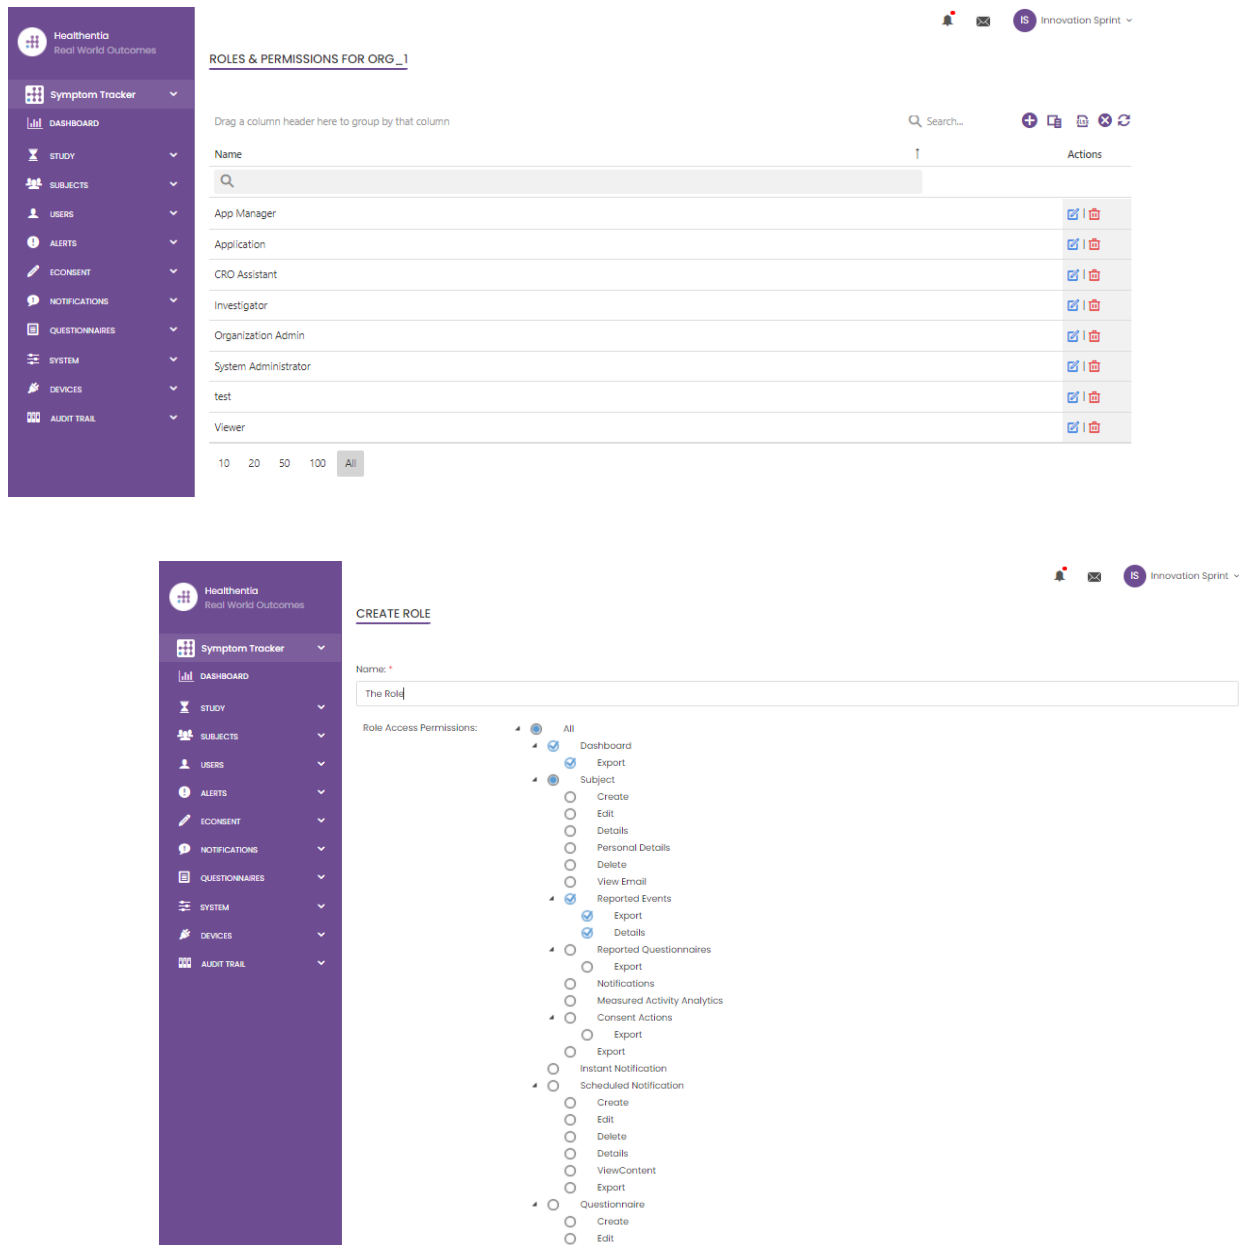 Healthentia
Real World Outcomes
IS Innovation Sprint
ROLES & PERMISSIONS FOR ORG_1
Symptom Tracker
DASHBOARD
STUDY
SUBJECTS
USERS
ALERTS
ECONSENT
NOTIFICATIONS
QUESTIONNAIRES
SYSTEM
DEVICES
AUDIT TRAIL
Drag a column header here to group by that column
Search...
Name Actions
App Manager
Application
CRO Assistant
Investigator
Organization Admin
System Administrator
test
Viewer
10 20 50 100 All
Healthentia
Real World Outcomes
IS Innovation Sprint
CREATE ROLE
Symptom Tracker
DASHBOARD
STUDY
SUBJECTS
USERS
ALERTS
ECONSENT
NOTIFICATIONS
QUESTIONNAIRES
SYSTEM
DEVICES
AUDIT TRAIL
Name: *
The Role
Role Access Permissions:
All
Dashboard
Export
Subject
Create
Edit
Details
Personal Details
Delete
View Email
Reported Events
Export
Details
Reported Questionnaires
Export
Notifications
Measured Activity Analytics
Consent Actions
Export
Export
Instant Notification
Scheduled Notification
Create
Edit
Delete
Details
ViewContent
Export
Questionnaire
Create
Edit